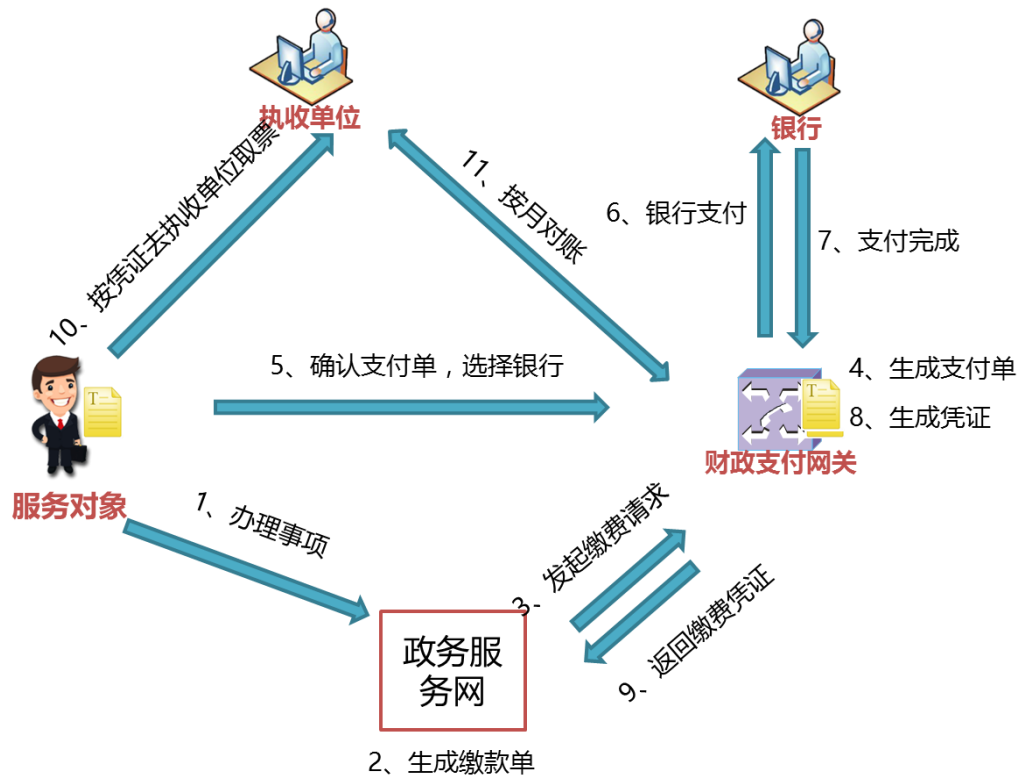 执收单位
银行
10、按凭证去执收单位取票
11、按月对账
6、银行支付
7、支付完成
5、确认支付单，选择银行
4、生成支付单
T
T
8、生成凭证
财政支付网关
服务对象
1、办理事项
3、发起缴费请求
9、返回缴费凭证
政务服
务网
2、生成缴款单